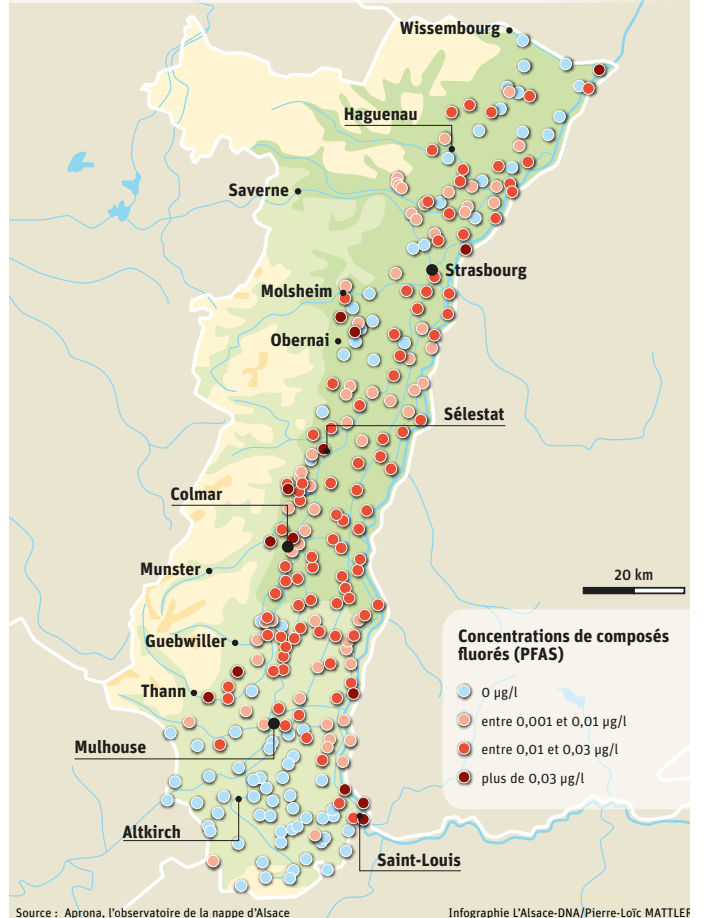 Wissembourg
Haguenau
Saverne
Strasbourg
Molsheim
Obernai
Sélestat
Colmar
Munster
20 km
Guebwiller
Concentrations de composés
fluorés (PFAS)
0 µg/l
entre 0,001 et 0,01 µg/l
entre 0,01 et 0,03 µg/l
plus de 0,03 µg/l
Thann
Mulhouse
Altkirch
Saint-Louis
Source : Aprona, l'observatoire de la nappe d'Alsace
Infographie L'Alsace-DNA/Pierre-Loïc MATTLER